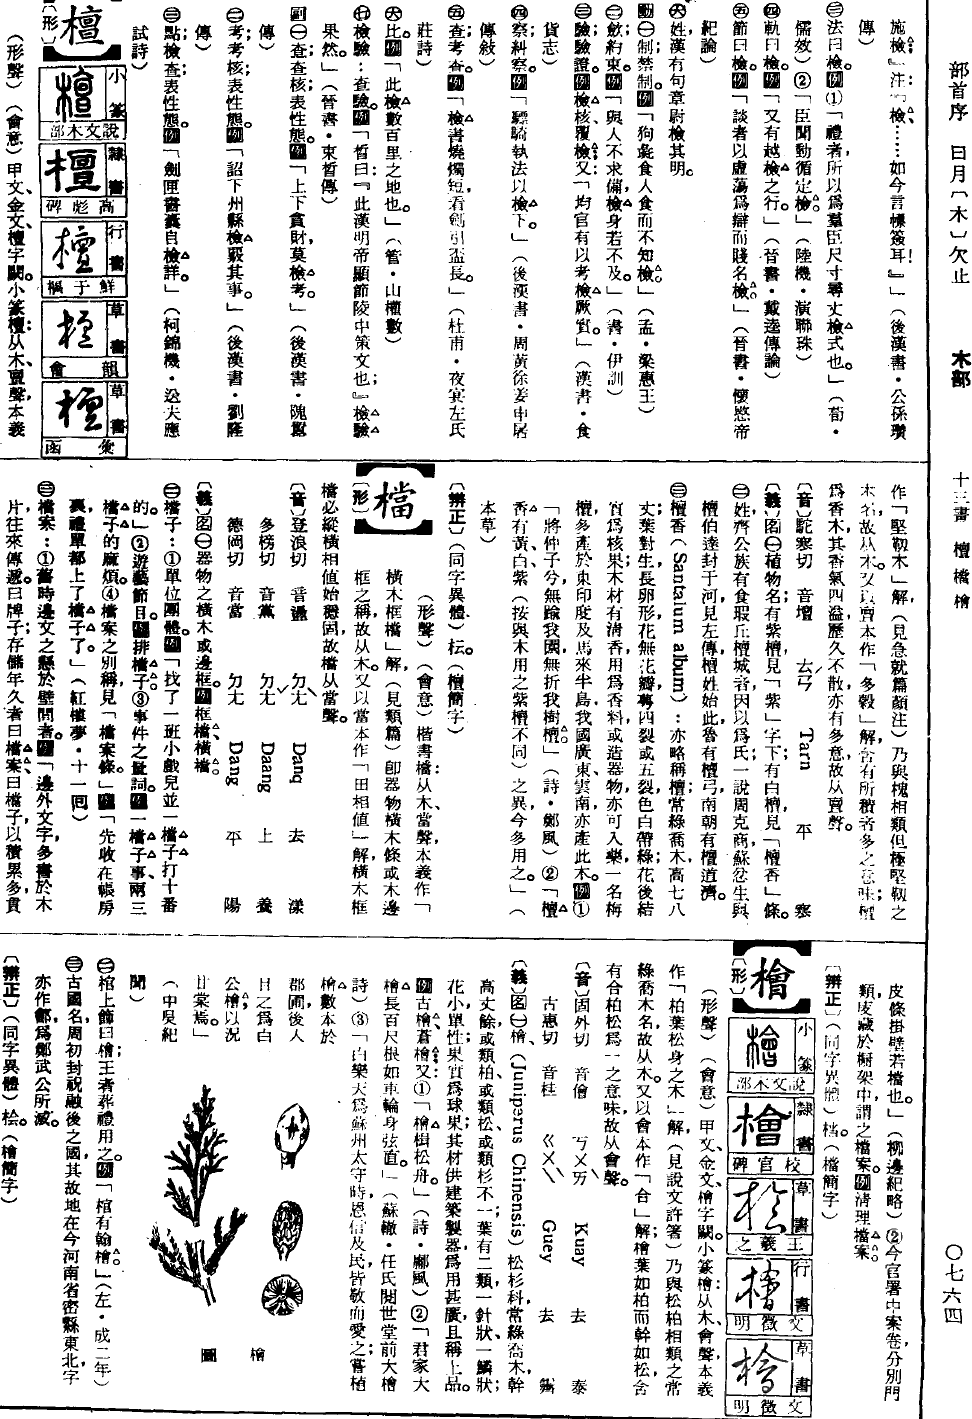 部首序 日月〔木〕欠止 木部 十三畫 檀檔檜 〇七六四
施檢』注:『檢、……如今言標簽耳!』」(後漢書・公孫瓚
傳)
㊂法曰檢。例①「禮者所以爲羣臣尺寸尋丈檢式也。」(荀・
儒效)②「臣聞動循定檢。」(陸機・演聯珠)
㊃軌曰檢。例「又有越檢之行。」(晉書・戴逵傳論)
㊄節曰檢。例「談者以虛蕩爲辯而賤名檢。」(晉書・懷愍帝
紀論)
㊅姓,漢有句章尉檢其明。
動㊀制禁;制。例「狗彘食人食而不知檢。」(孟・梁惠王)
㊁斂;約束。例「與人不求備,檢身若不及。」(書・伊訓)
㊂驗;驗證。例檢核、覆檢;又:「均官有以考檢厥實。」(漢書・食
貨志)
㊃察;糾察。例「驃騎執法以檢下。」(後漢書・周黃徐姜申屠
傳敍)
㊄查;考查。例「檢書燒燭短,看劍引盃長。」(杜甫・夜宴左氏
莊詩)
㊅比。例「此檢數百里之地也。」(管・山權數)
㊆檢驗:查驗。例「皙曰:『此漢明帝顯節陵中策文也;』檢驗
果然。」(晉書・束皙傳)
副㊀查;查核,表性態。例「上下貪財,莫檢考。」(後漢書・隗囂
傳)
㊁考;考核,表性態。例「詔下州縣檢覈其事。」(後漢書・劉隆
傳)
㊂點檢;查,表性態。例「劍匣書囊自檢詳。」(柯錦機・送夫應
試詩)
檀
〔形〕
小篆 說文木部
隸書 高彪碑
行書 鮮于樞
草書 韻會
草書 彙函
(形聲)(會意)甲文、金文檀字闕。小篆檀:从木,亶聲,本義
作「堅韌木」解,(見急就篇顏注)乃與槐相類但極堅韌之
木名,故从木。又以亶本作「多穀」解,含有所積者多之意味;檀
爲香木,其香氣四溢,歷久不散,亦有多意,故从亶聲。
〔音〕駝寒切 音壇 ㄊㄢˊ Tarn 平 寒
〔義〕名㊀植物名:有紫檀,見「紫」字下;有白檀,見「檀香」條。
㊁姓,齊公族有食瑕丘檀城者,因以爲氏;一說周克商,蘇忿生與
檀伯達封于河,見左傳,檀姓始此。魯有檀弓,南朝有檀道濟。
㊂檀香(Santalum album):亦略稱檀;常綠喬木,高七八
丈,葉對生,長卵形,花無花瓣,萼四裂或五裂,色白帶綠,花後結
實爲核果;木材有清香,用爲香料,或造器物,亦可入藥。一名梅
檀,多產於東印度及馬來半島,我國廣東、雲南亦產此木。例①
「將仲子兮,無踰我園,無折我樹檀。」(詩・鄭風)②「檀
香有黃白紫(按與木用之紫檀不同)之異,今多用之。」(
本草)
〔辨正〕(同字異體)枟。(檀簡字)
檔
〔形〕
(形聲)(會意)楷書檔:从木,當聲,本義作「
橫木框檔」解,(見類篇)卽器物橫木條或木邊
框之稱,故从木。又以當本作「田相值」解,橫木框
檔必縱橫相值始穩固,故檔从當聲。
〔音〕登浪切 音譡 ㄉㄤˋ Danq 去 漾
多榜切 音黨 ㄉㄤˇ Daang 上 養
德岡切 音當 ㄉㄤ Dang 平 陽
〔義〕名㊀器物之橫木或邊框。例框檔、橫檔。
㊁檔子:①單位團體。例「找了一班小戲兒,並一檔子打十番
的。」②遊藝節目。例排檔子。③事件之量詞。例一檔子事、兩三
檔子的麻煩。④檔案之別稱,見「檔案條。」例「先收在帳房
裏,禮單都上了檔子了。」(紅樓夢・十一回)
㊂檔案:①舊時邊文之懸於壁間者。例「邊外文字,多書於木
片,往來傳遞,曰牌子;存儲年久者曰檔案,曰檔子,以積累多,貫
皮條掛壁若檔也。」(柳邊紀略)②今官署中案卷,分別門
類,庋藏於櫥架中,謂之檔案。例清理檔案。
〔辨正〕(同字異體)档。(檔簡字)
檜
〔形〕
小篆 說文木部
隸書 校官碑
草書 王羲之
行書 文徵明
草書 文徵明
(形聲)(會意)甲文、金文檜字闕。小篆檜:从木,會聲,本義
作「柏葉松身之木」解,(見說文許箸)乃與松柏相類之常
綠喬木名,故从木。又以會本作「合」解,檜葉如柏而幹如松,含
有合柏松爲一之意味,故从會聲。
〔音〕固外切 音儈 ㄎㄨㄞˋ Kuay 去 泰
古惠切 音桂 ㄍㄨㄟˋ Guey 去 霽
〔義〕名㊀檜(Juniperus Chinensis):松杉科,常綠喬木,幹
高丈餘,或類柏,或類松,或類杉不一,葉有二類,一針狀,一鱗狀;
花小,單性;果實爲球果;其材供建築製器,爲用甚廣,且稱上品。
例古檜、蒼檜;又:①「檜楫松舟。」(詩・鄘風)②「君家大
檜長百尺,根如車輪身弦直。」(蘇轍・任氏閱世堂前大檜
詩)③「白樂天爲蘇州太守時,恩信及民,皆敬而愛之;嘗植
檜數本於
郡圃,後人
目之爲白
公檜,以況
甘棠焉。」
(中吳紀
聞)
檜 圖
㊁棺上飾曰檜;王者葬禮用之。例「棺有翰檜。」(左・成二年)
㊂古國名,周初封祝融後之國,其故地在今河南省密縣東北,字
亦作鄶,爲鄭武公所滅。
〔辨正〕(同字異體)桧。(檜簡字)